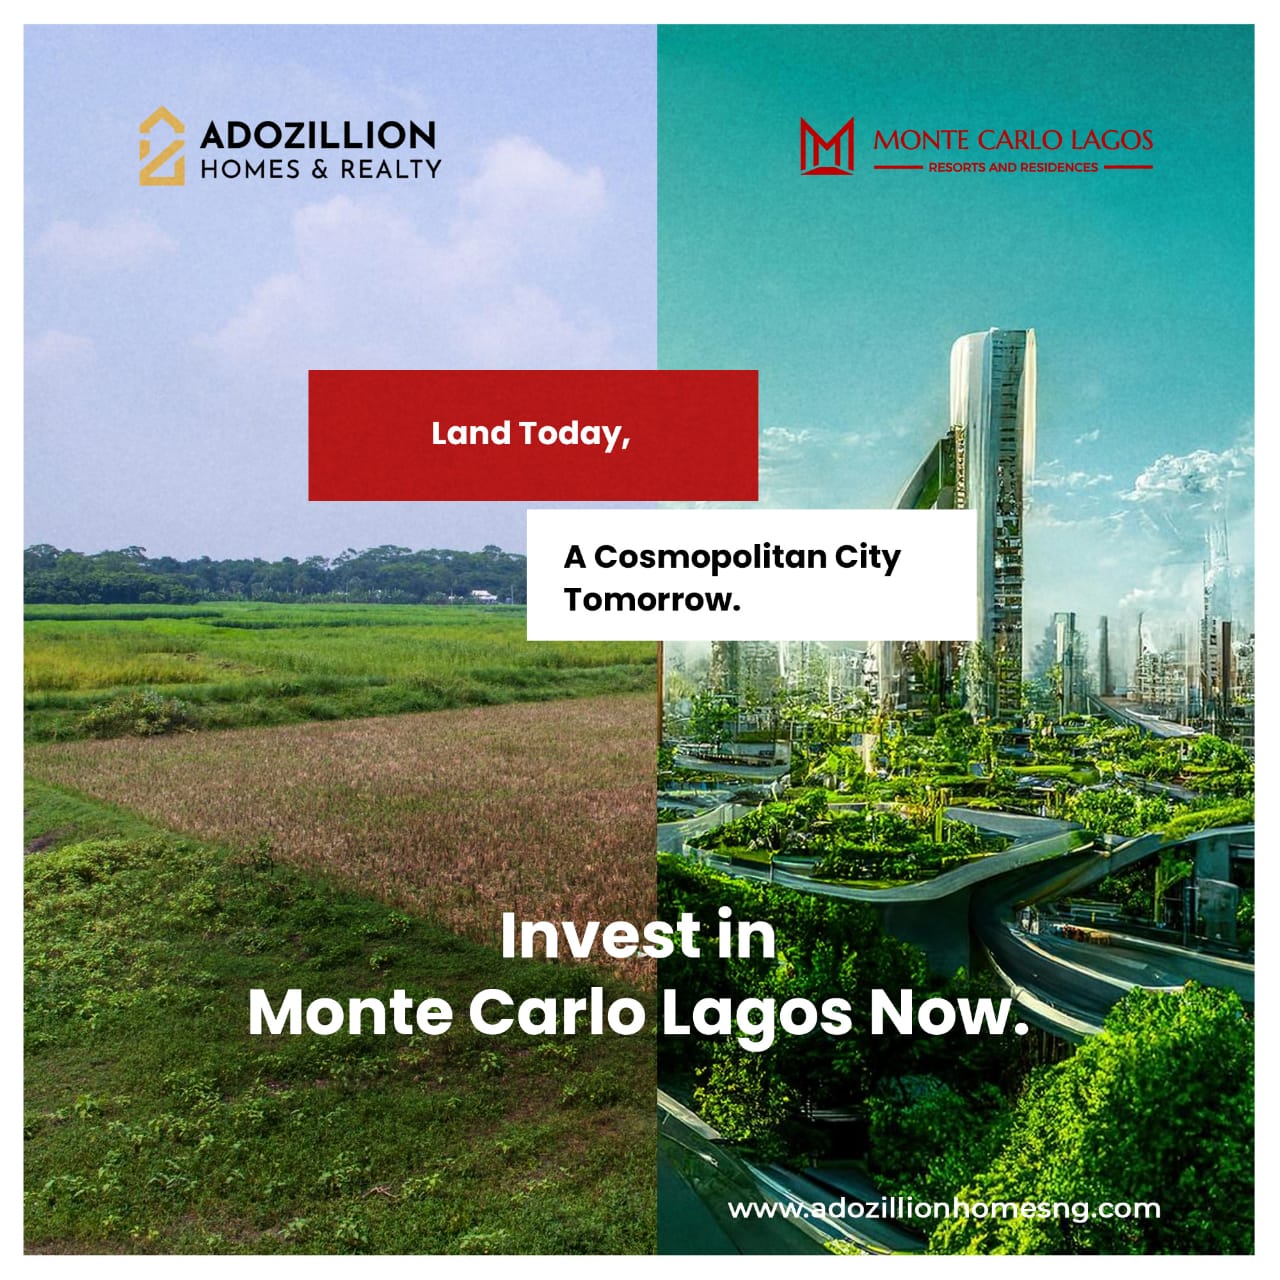 ADOZILLION
HOMES & REALTY
MONTE CARLO LAGOS
RESORTS AND RESIDENCES
Land Today,
A Cosmopolitan City
Tomorrow.
Invest in
Monte Carlo Lagos Now.
www.adozillionhomesng.com